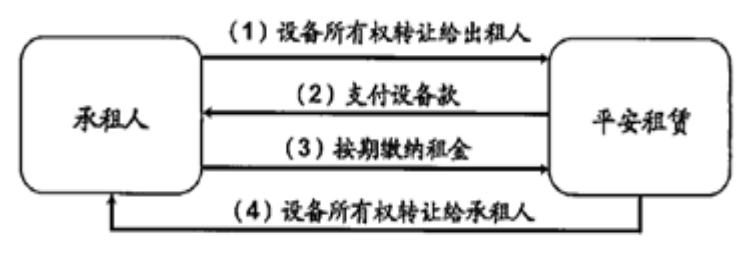 （1）设备所有权转让给出租人
承租人
（2）支付设备款
平安租赁
（3）按期缴纳租金
（4）设备所有权转让给承租人